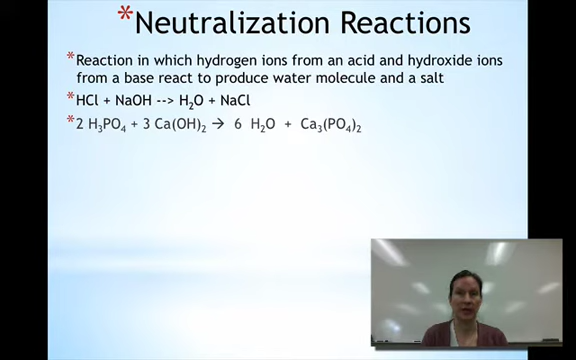 *Neutralization Reactions
*Reaction in which hydrogen ions from an acid and hydroxide ions
from a base react to produce water molecule and a salt
*HCl + NaOH --> H₂O + NaCl
*2 H₃PO₄ + 3 Ca(OH)₂ → 6 H₂O + Ca₃(PO₄)₂